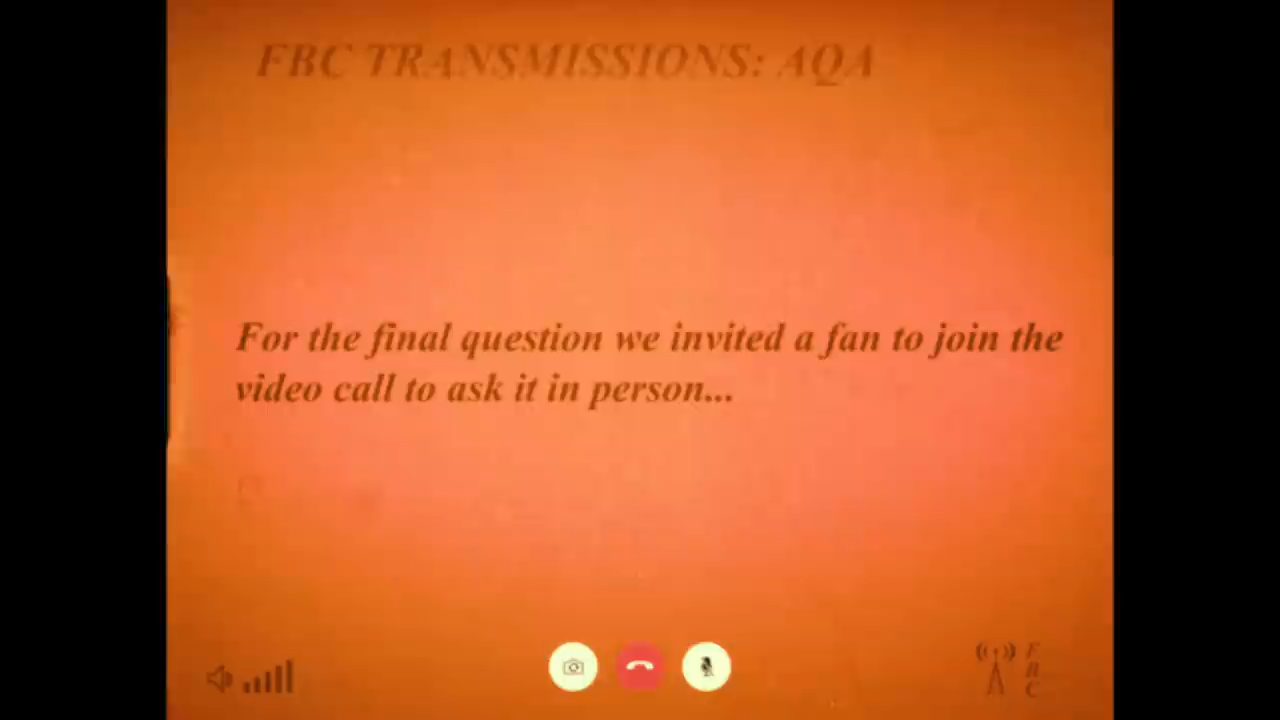 FBC TRANSMISSIONS: AQA
For the final question we invited a fan to join the
video call to ask it in person...
F
B
C